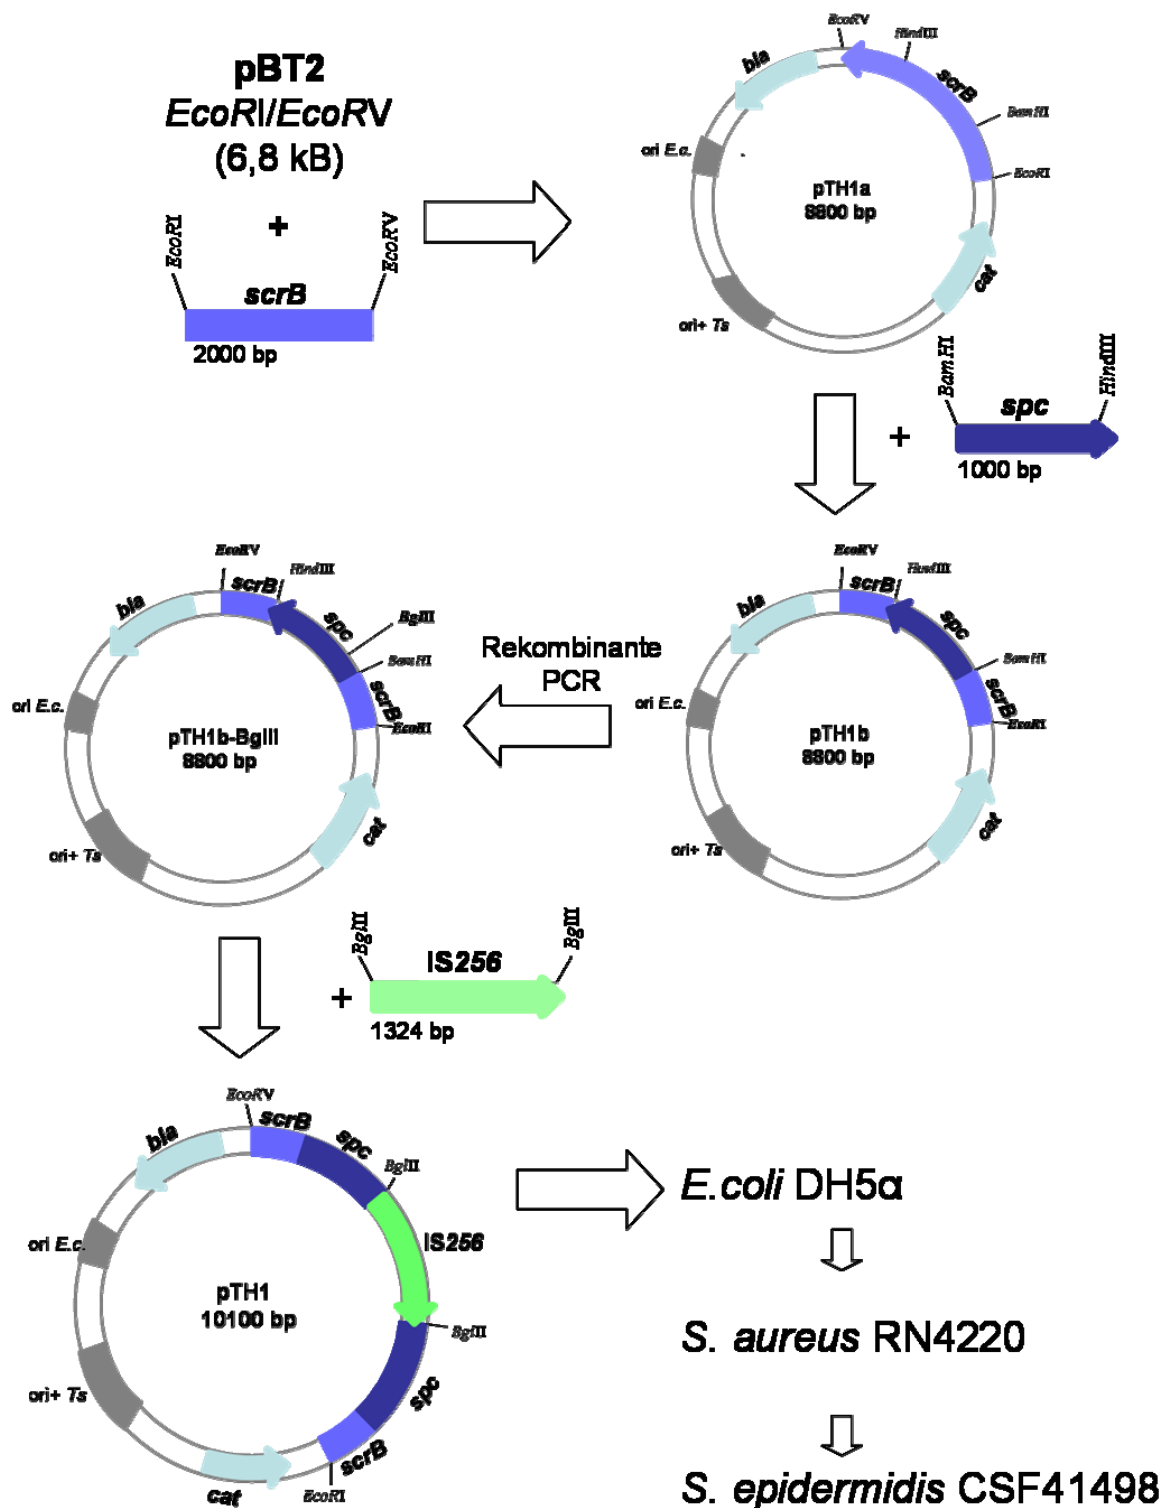 pBT2
EcoRI/EcoRV
(6,8 kB)
+
EcoRI
EcoRV
scrB
2000 bp
EcoRV
HindIII
bla
scrB
BamHI
ori E.c.
EcoRI
pTH1a
8800 bp
cat
ori+ Ts
+
BamHI
HindIII
spc
1000 bp
EcoRV
HindIII
scrB
bla
spc
BglII
BamHI
scrB
ori E.c.
EcoRI
pTH1b-BglII
8800 bp
cat
ori+ Ts
Rekombinante
PCR
EcoRV
HindIII
scrB
bla
spc
BamHI
scrB
ori E.c.
EcoRI
pTH1b
8800 bp
cat
ori+ Ts
+
BglII
BglII
IS256
1324 bp
EcoRV
scrB
bla
spc
BglII
ori E.c.
IS256
pTH1
10100 bp
BglII
ori+ Ts
spc
scrB
cat
EcoRI
E.coli DH5α
S. aureus RN4220
S. epidermidis CSF41498